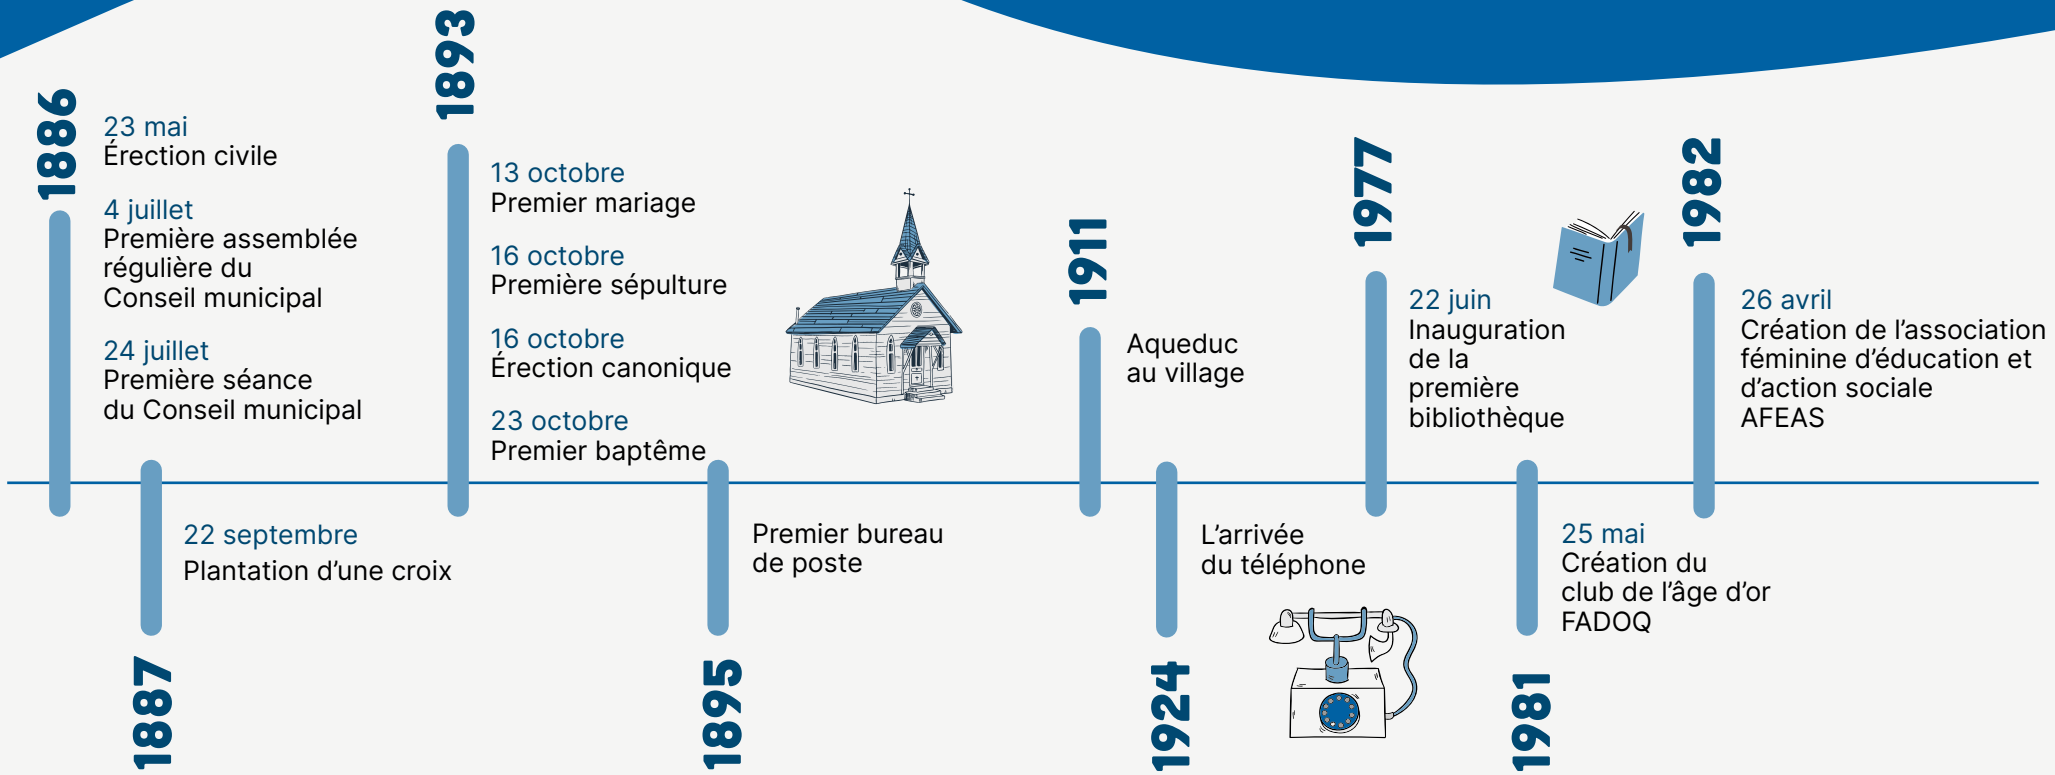 1886
23 mai
Érection civile
4 juillet
Première assemblée
régulière du
Conseil municipal
24 juillet
Première séance
du Conseil municipal
1887
22 septembre
Plantation d’une croix
1893
13 octobre
Premier mariage
16 octobre
Première sépulture
16 octobre
Érection canonique
23 octobre
Premier baptême
1895
Premier bureau
de poste
1911
Aqueduc
au village
1924
L’arrivée
du téléphone
1977
22 juin
Inauguration
de la
première
bibliothèque
1981
25 mai
Création du
club de l’âge d’or
FADOQ
1982
26 avril
Création de l’association
féminine d’éducation et
d’action sociale
AFEAS